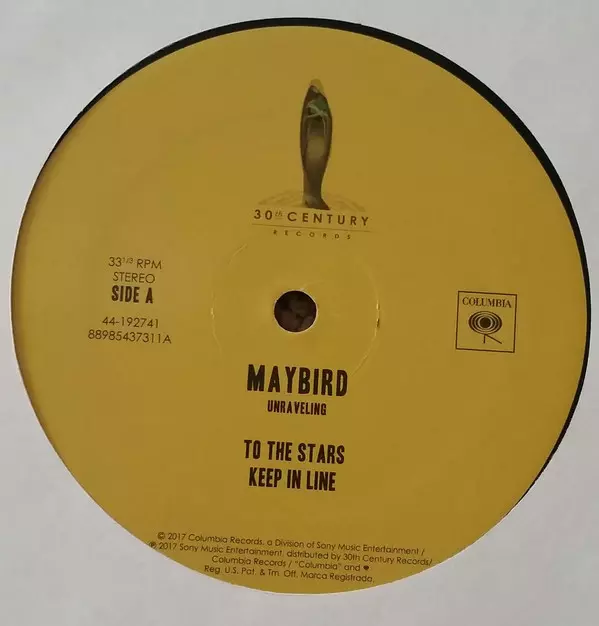 30th CENTURY
RECORDS
33 1/3 RPM
STEREO
SIDE A
44-192741
88985437311A
COLUMBIA
MAYBIRD
UNRAVELING
TO THE STARS
KEEP IN LINE
© 2017 Columbia Records, a Division of Sony Music Entertainment /
℗ 2017 Sony Music Entertainment, distributed by 30th Century Records/
Columbia Records / "Columbia" and ♥
Reg. U.S. Pat. & Tm. Off. Marca Registrada.